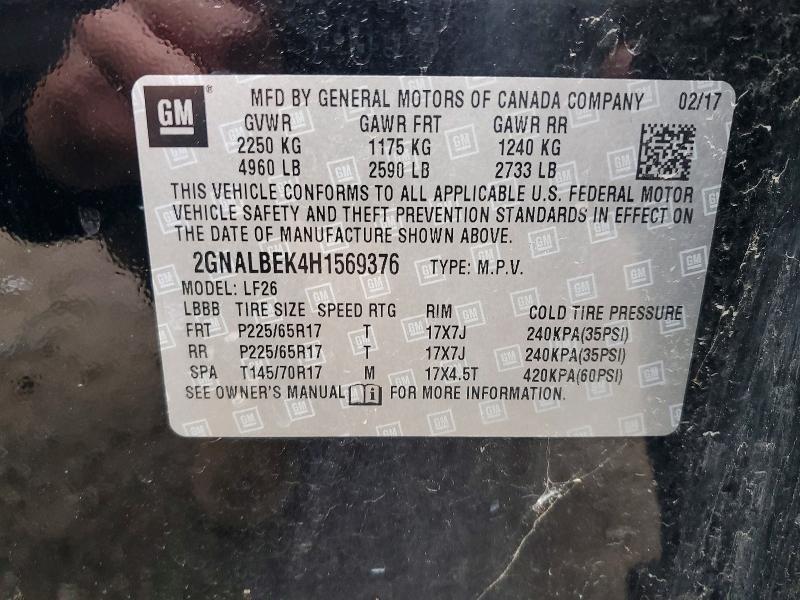 GM ® MFD BY GENERAL MOTORS OF CANADA COMPANY 02/17
GVWR GAWR FRT GAWR RR
2250 KG 1175 KG 1240 KG
4960 LB 2590 LB 2733 LB
THIS VEHICLE CONFORMS TO ALL APPLICABLE U.S. FEDERAL MOTOR
VEHICLE SAFETY AND THEFT PREVENTION STANDARDS IN EFFECT ON
THE DATE OF MANUFACTURE SHOWN ABOVE.
2GNALBEK4H1569376 TYPE: M.P.V.
MODEL: LF26
LBBB TIRE SIZE SPEED RTG RIM COLD TIRE PRESSURE
FRT P225/65R17 T 17X7J 240KPA(35PSI)
RR P225/65R17 T 17X7J 240KPA(35PSI)
SPA T145/70R17 M 17X4.5T 420KPA(60PSI)
SEE OWNER'S MANUAL i FOR MORE INFORMATION.